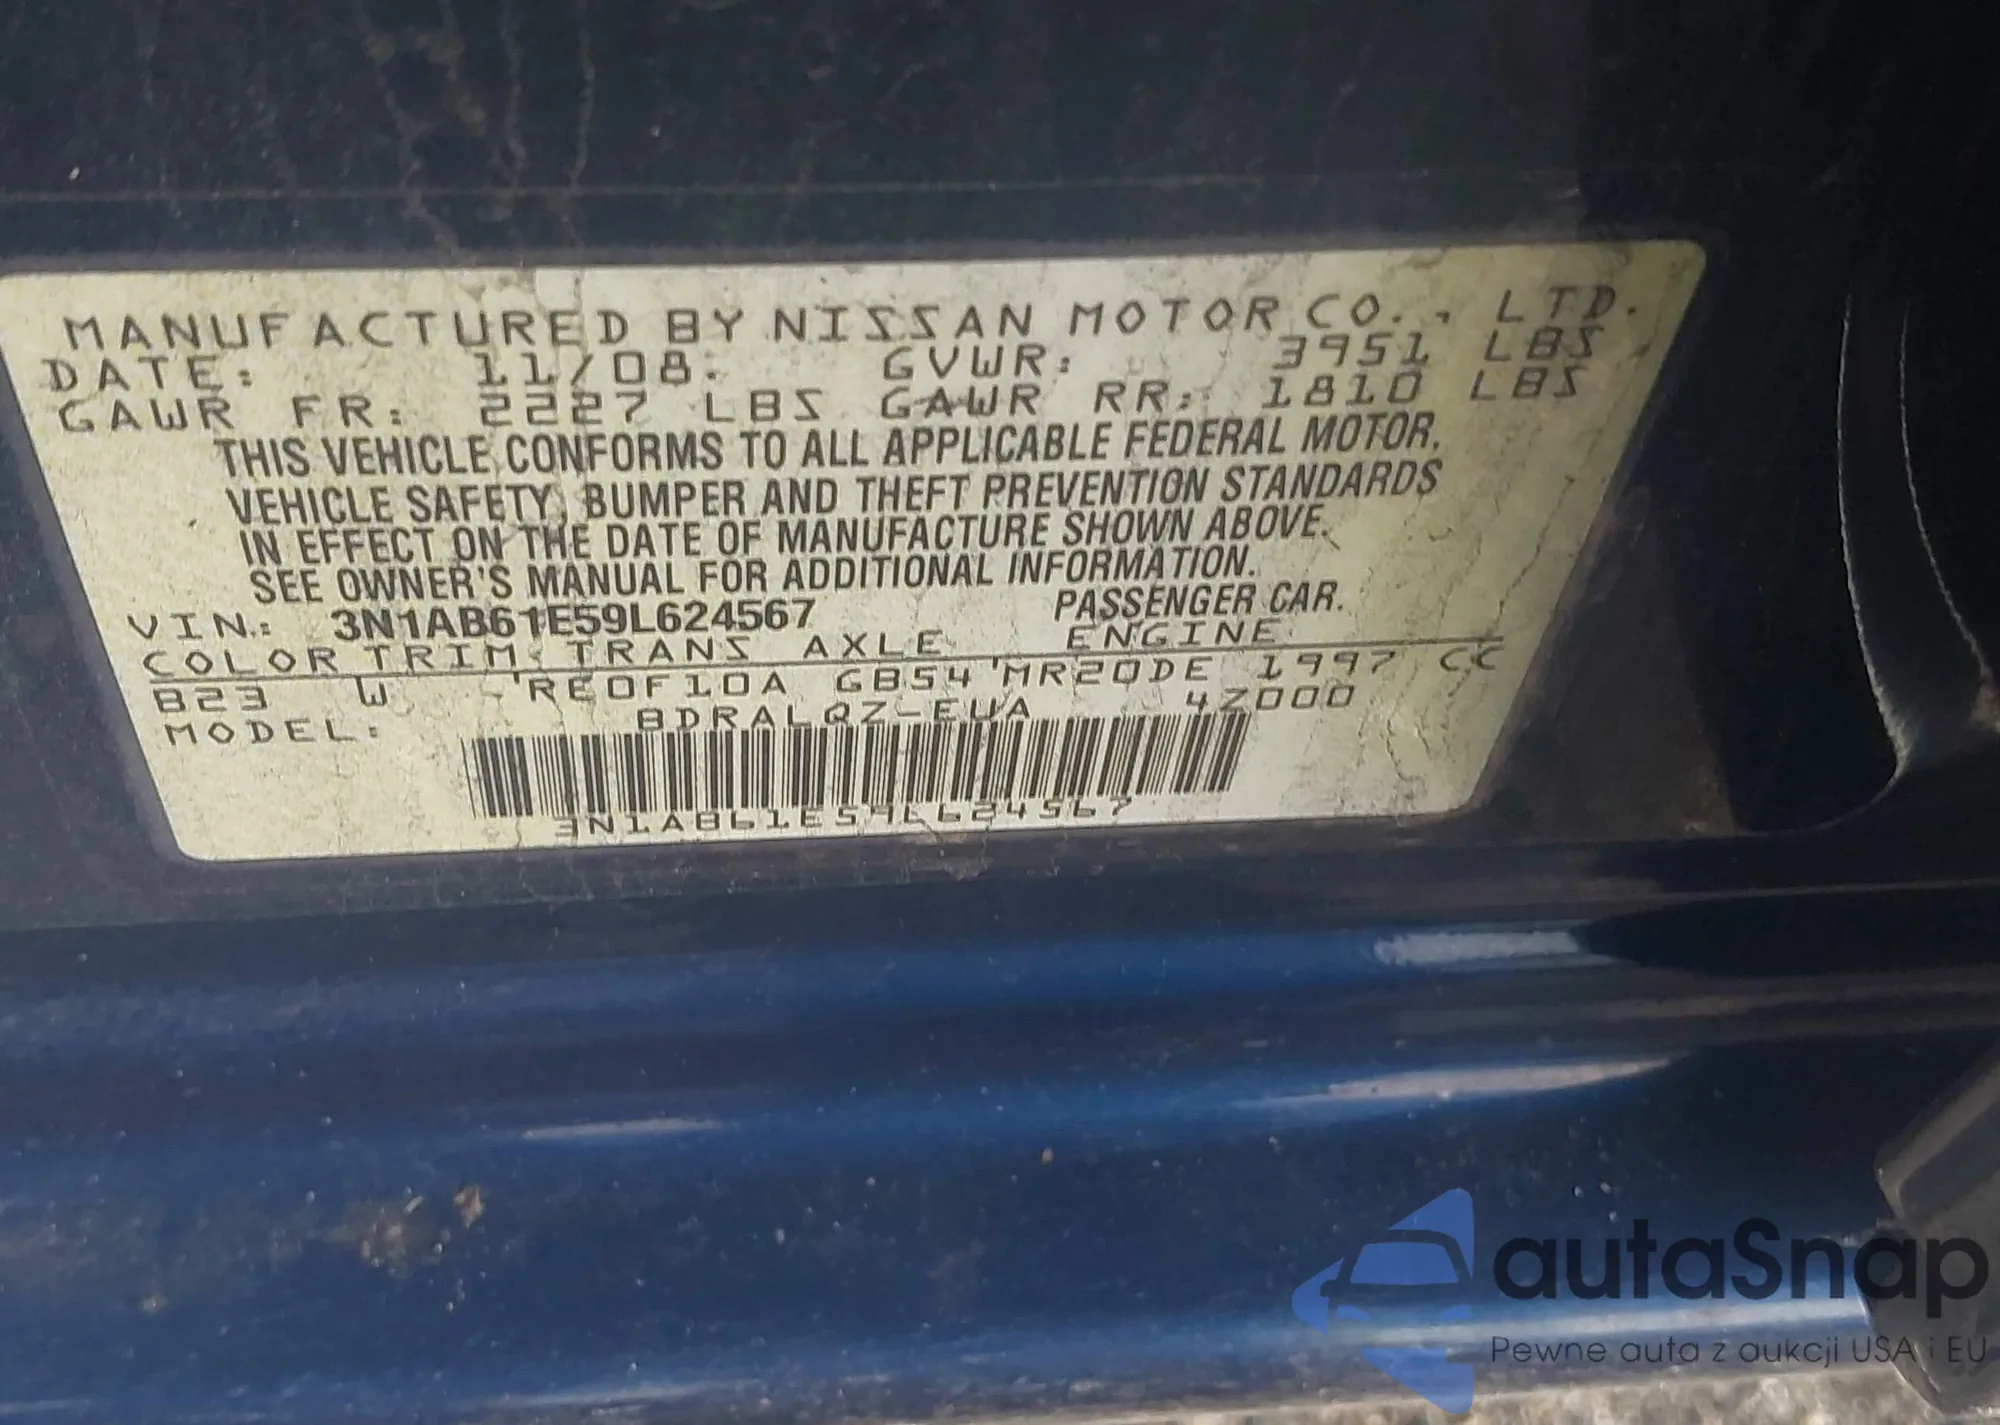 MANUFACTURED BY NISSAN MOTOR CO., LTD.
DATE: 11/08 GVWR: 3951 LBS
GAWR FR: 2227 LBS GAWR RR: 1810 LBS
THIS VEHICLE CONFORMS TO ALL APPLICABLE FEDERAL MOTOR
VEHICLE SAFETY, BUMPER AND THEFT PREVENTION STANDARDS
IN EFFECT ON THE DATE OF MANUFACTURE SHOWN ABOVE.
SEE OWNER'S MANUAL FOR ADDITIONAL INFORMATION.
VIN: 3N1AB61E59L624567 PASSENGER CAR.
COLOR TRIM TRANS AXLE ENGINE
B23 W RE0F10A GB54 MR20DE 1997 CC
MODEL: BDRALQZ-EUA 4Z000
3N1AB61E59L624567
autaSnap
Pewne auta z aukcji USA i EU